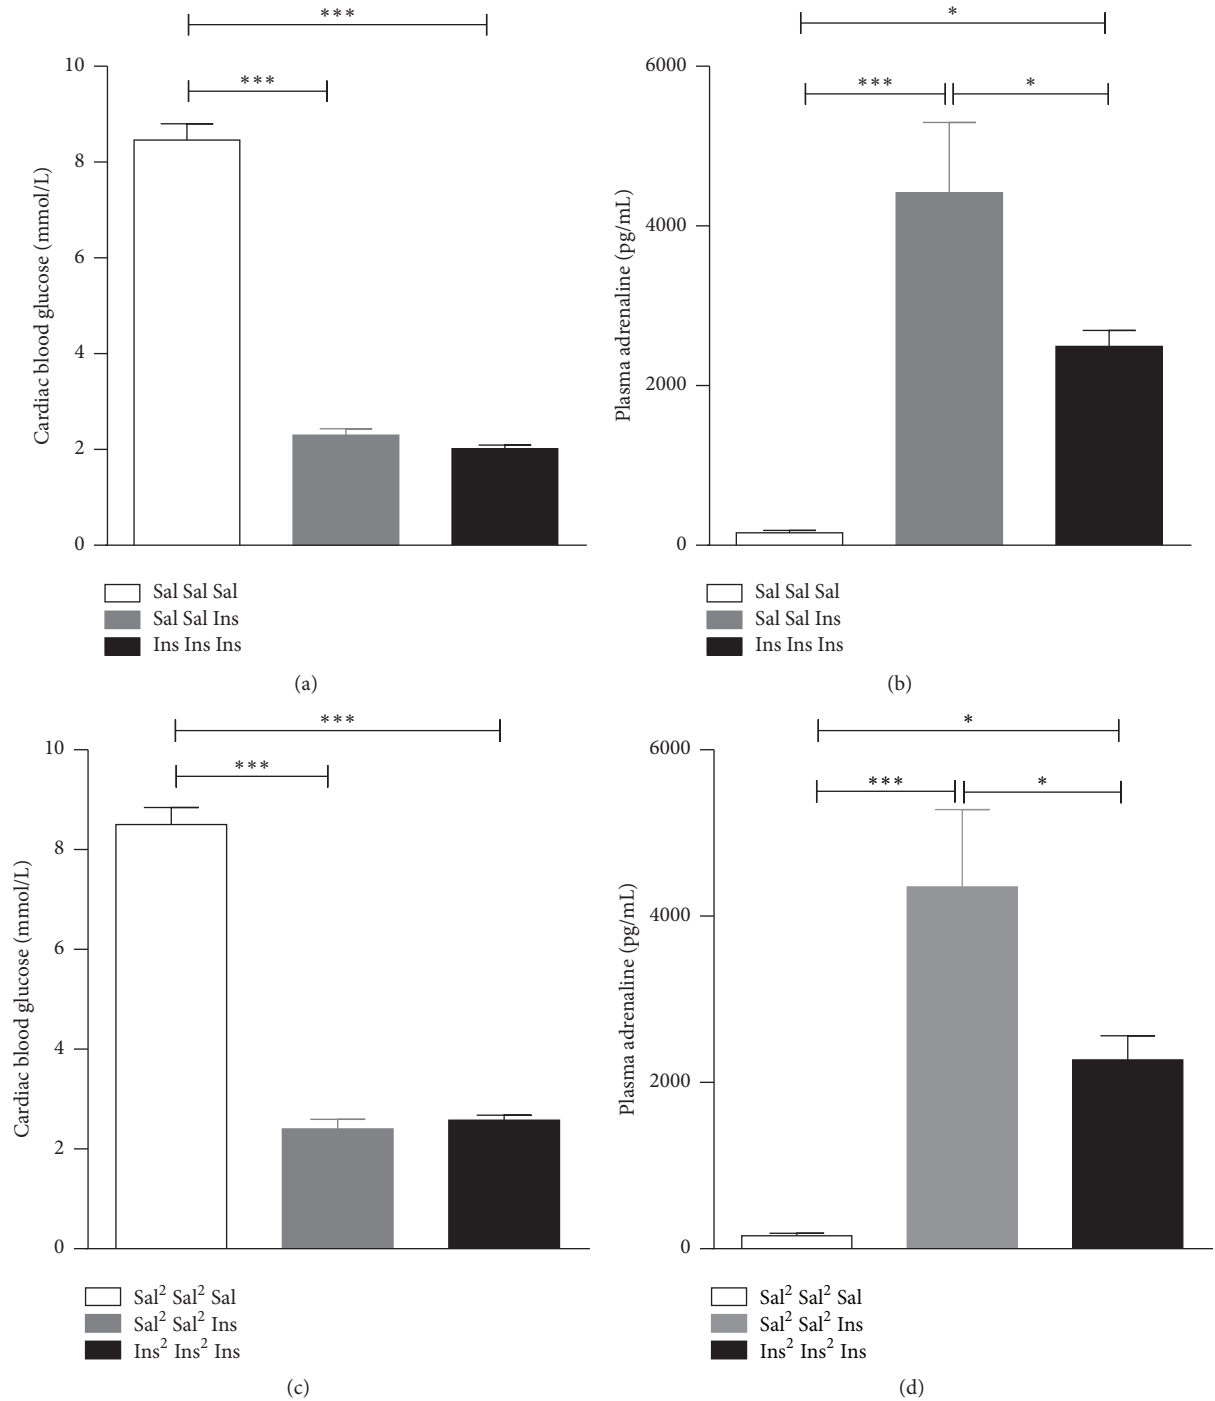 ***
***
10
8
6
4
2
0
Cardiac blood glucose (mmol/L)
Sal Sal Sal
Sal Sal Ins
Ins Ins Ins
(a)
*
***
*
6000
4000
2000
0
Plasma adrenaline (pg/mL)
Sal Sal Sal
Sal Sal Ins
Ins Ins Ins
(b)
***
***
10
8
6
4
2
0
Cardiac blood glucose (mmol/L)
Sal² Sal² Sal
Sal² Sal² Ins
Ins² Ins² Ins
(c)
*
***
*
6000
4000
2000
0
Plasma adrenaline (pg/mL)
Sal² Sal² Sal
Sal² Sal² Ins
Ins² Ins² Ins
(d)